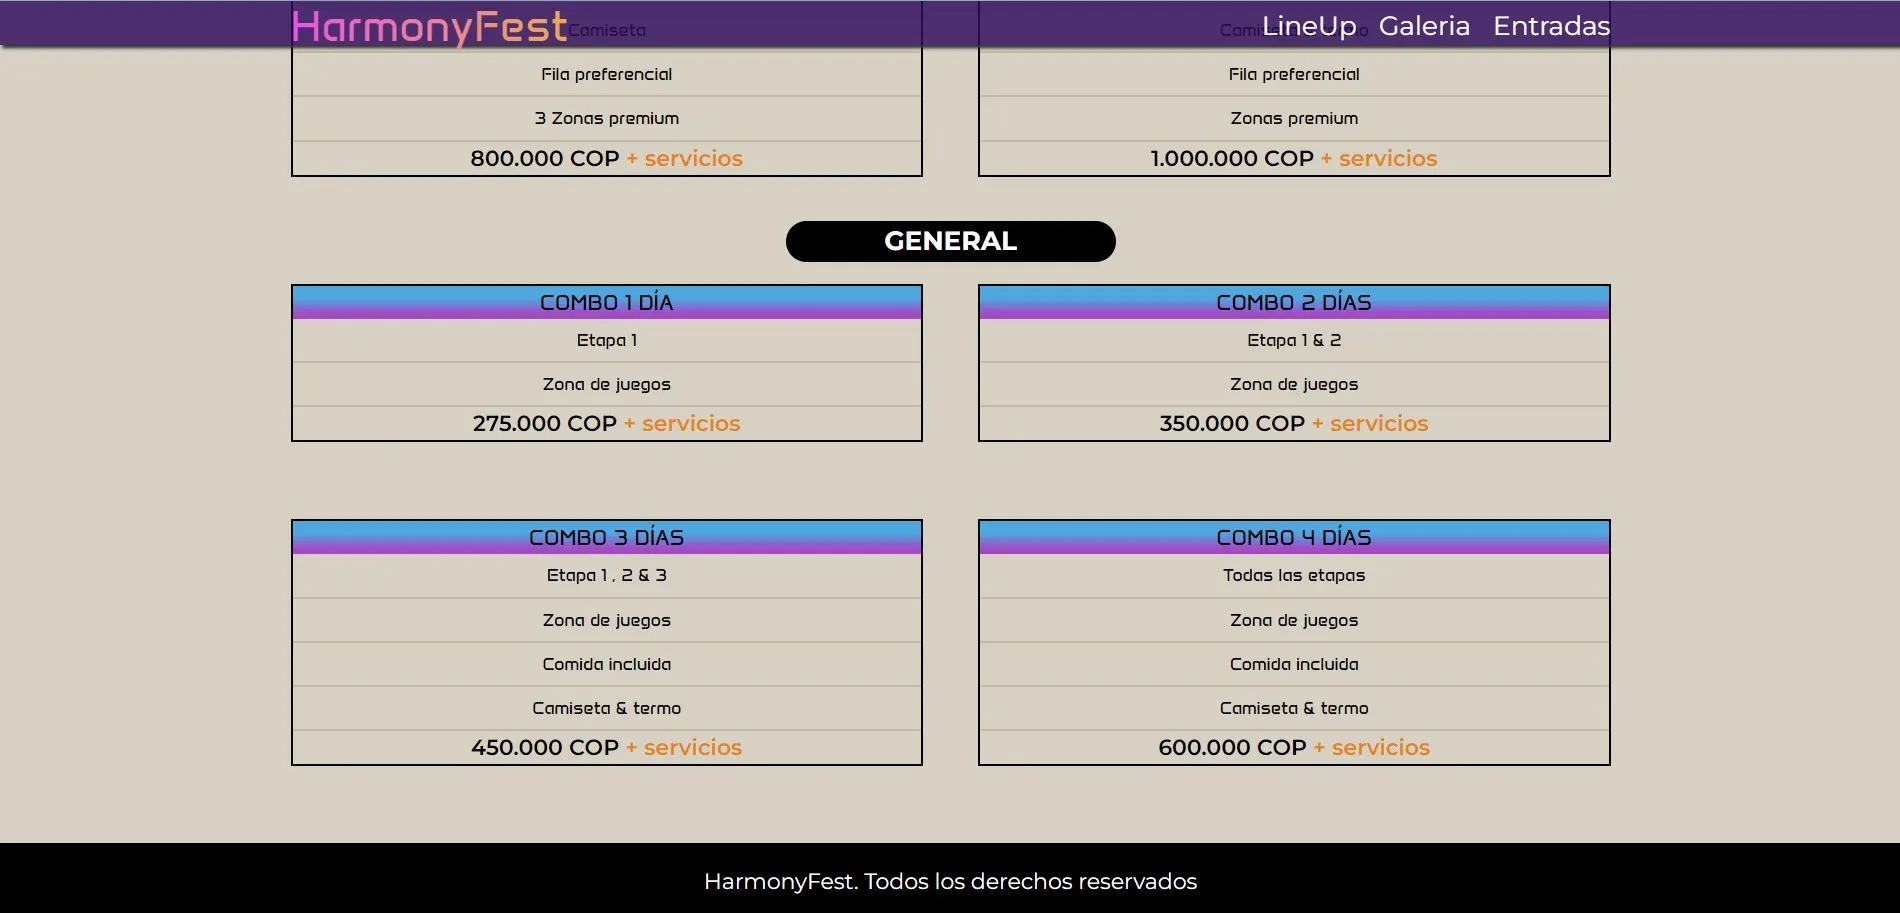 HarmonyFest
LineUp Galeria Entradas
Camiseta
Fila preferencial
3 Zonas premium
800.000 COP + servicios
Fila preferencial
Zonas premium
1.000.000 COP + servicios
GENERAL
COMBO 1 DÍA
Etapa 1
Zona de juegos
275.000 COP + servicios
COMBO 2 DÍAS
Etapa 1 & 2
Zona de juegos
350.000 COP + servicios
COMBO 3 DÍAS
Etapa 1 , 2 & 3
Zona de juegos
Comida incluida
Camiseta & termo
450.000 COP + servicios
COMBO 4 DÍAS
Todas las etapas
Zona de juegos
Comida incluida
Camiseta & termo
600.000 COP + servicios
HarmonyFest. Todos los derechos reservados